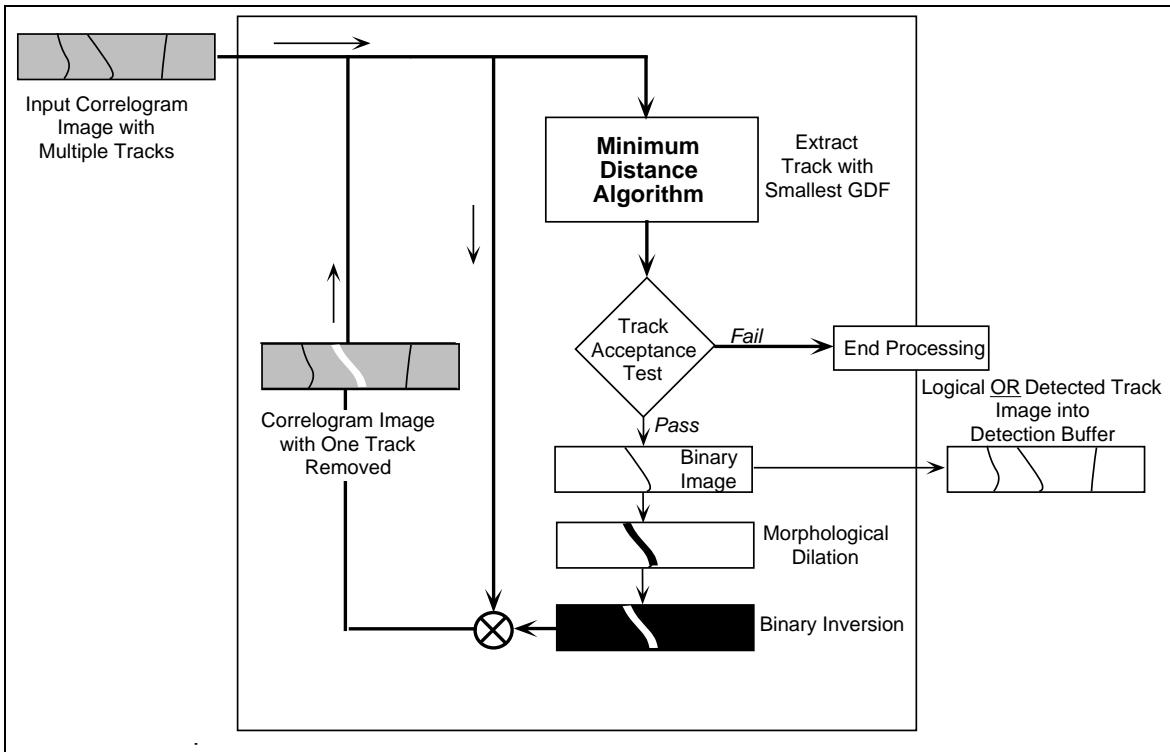 Input Correlogram
Image with
Multiple Tracks
Minimum
Distance
Algorithm
Extract
Track with
Smallest GDF
Track
Acceptance
Test
Fail
End Processing
Pass
Logical OR Detected Track
Image into
Detection Buffer
Binary
Image
Correlogram Image
with One Track
Removed
Morphological
Dilation
Binary Inversion